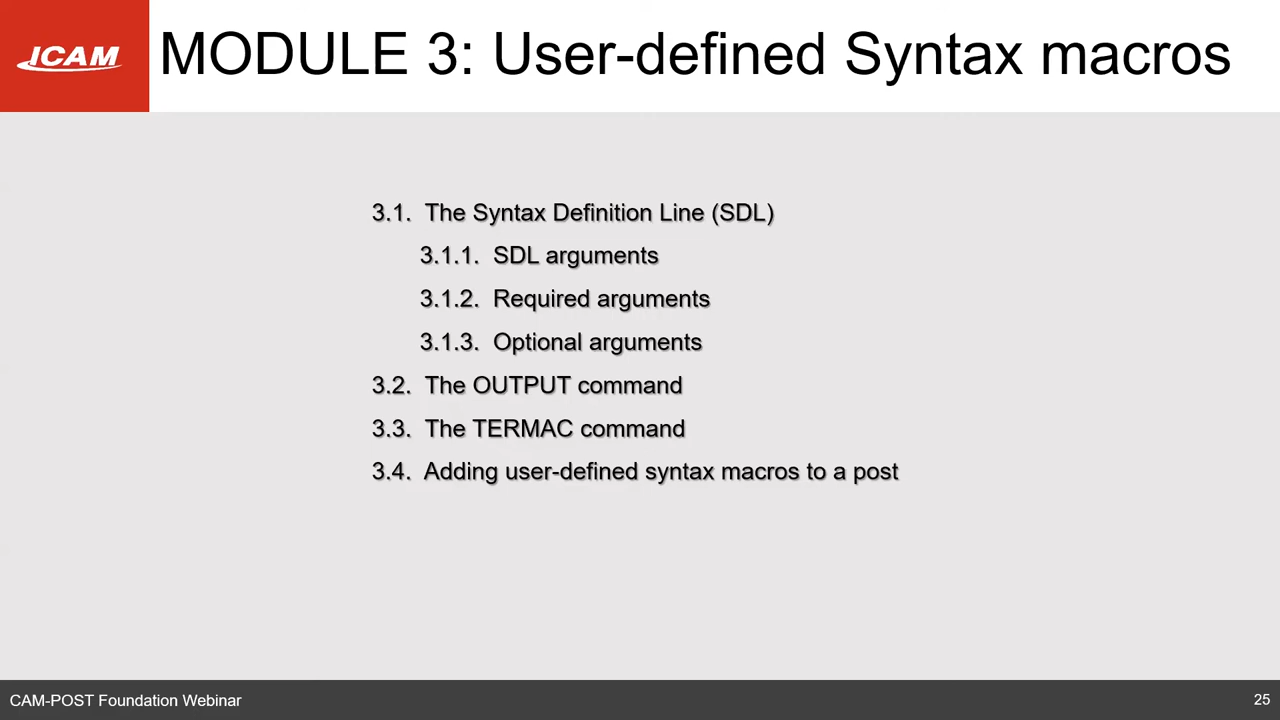 ICAM
MODULE 3: User-defined Syntax macros
3.1. The Syntax Definition Line (SDL)
3.1.1. SDL arguments
3.1.2. Required arguments
3.1.3. Optional arguments
3.2. The OUTPUT command
3.3. The TERMAC command
3.4. Adding user-defined syntax macros to a post
CAM-POST Foundation Webinar
25